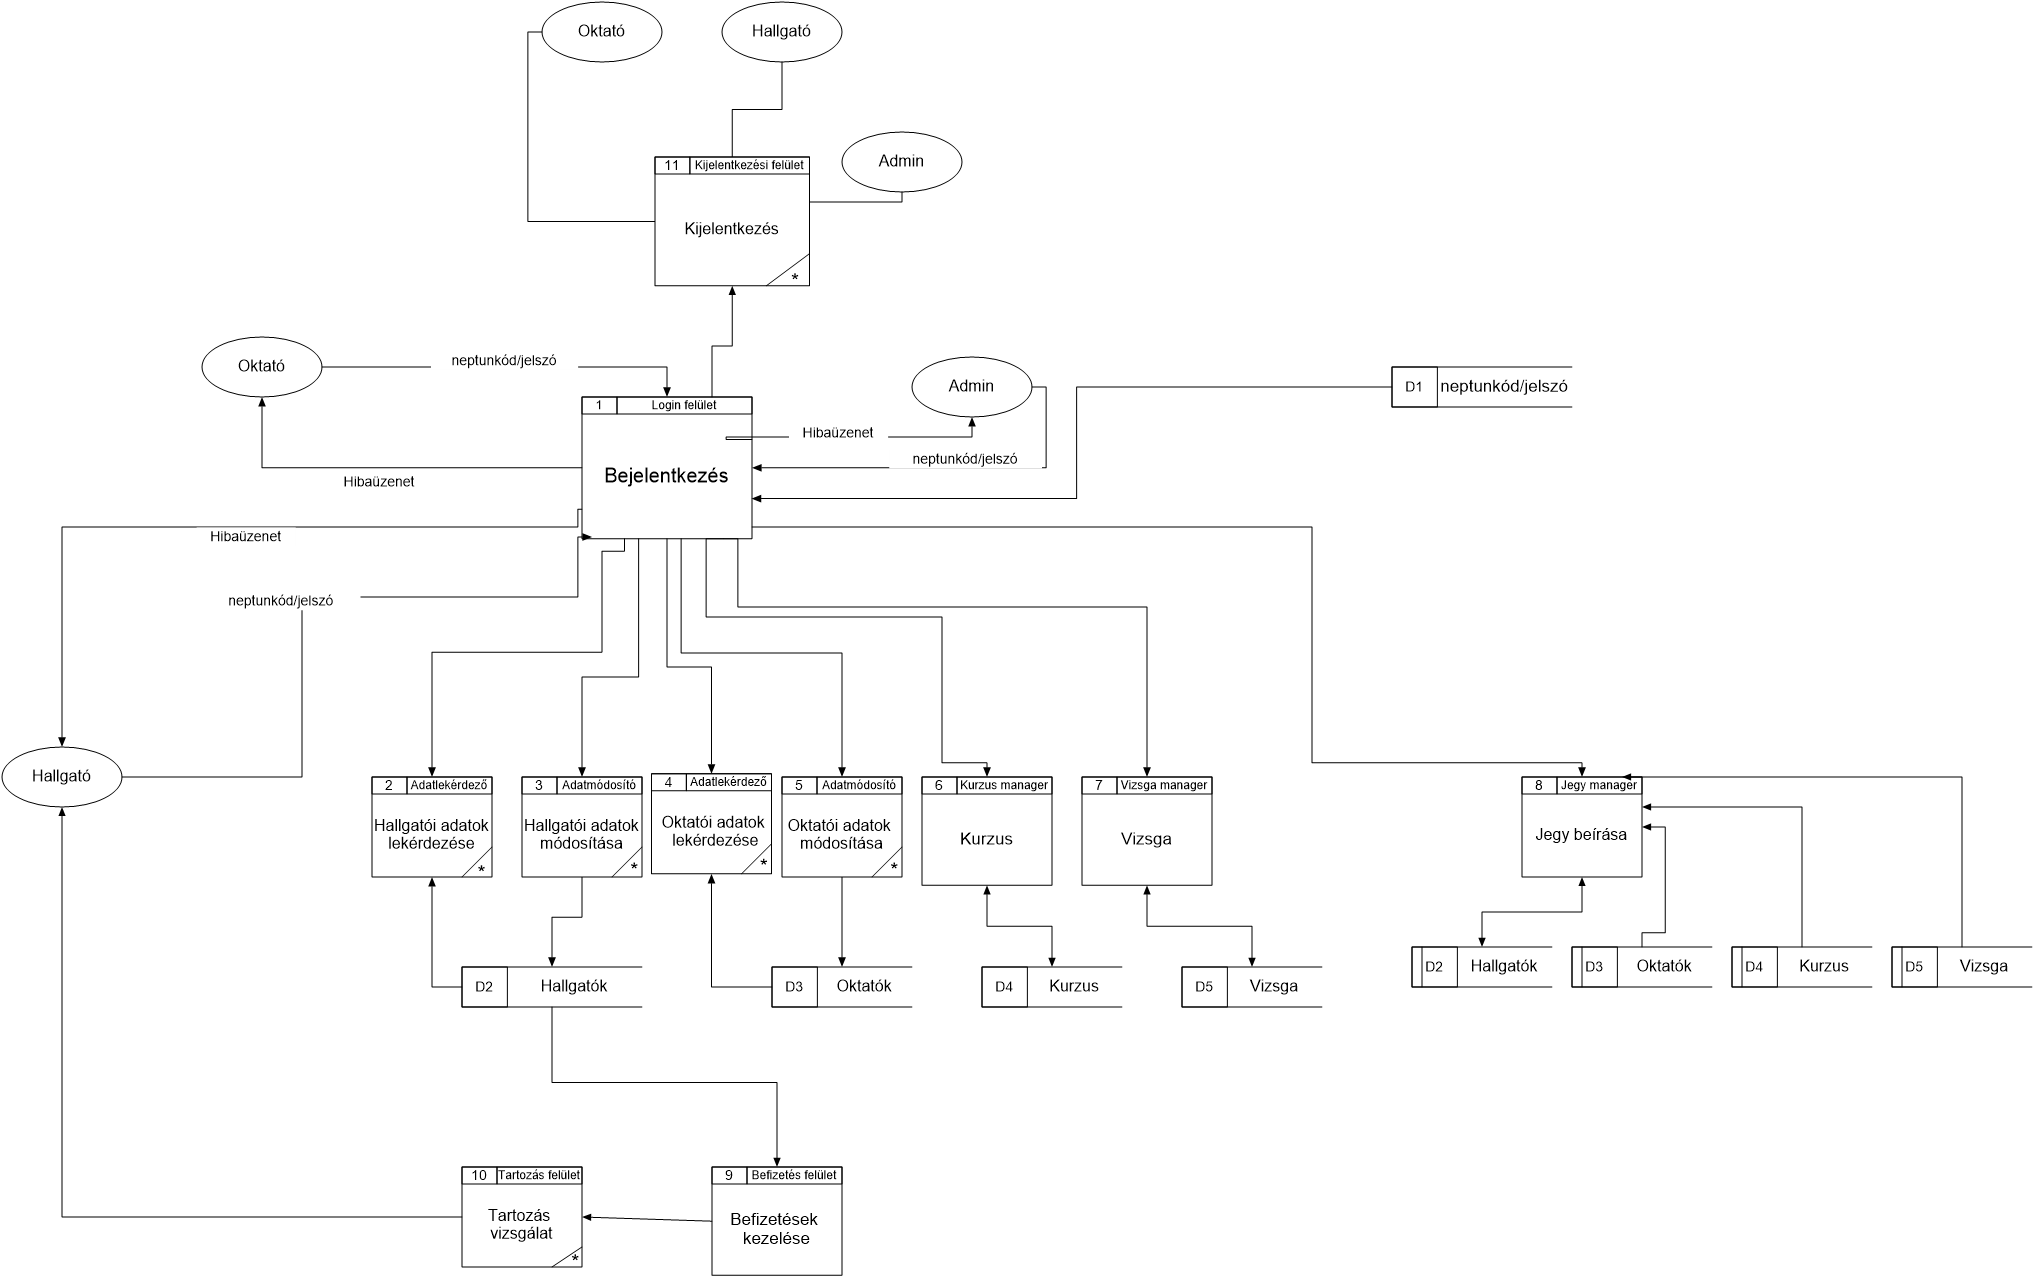 Oktató
Hallgató
Admin
11 Kijelentkezési felület
Kijelentkezés
*
Oktató
neptunkód/jelszó
Admin
D1 neptunkód/jelszó
1 Login felület
Hibaüzenet
neptunkód/jelszó
Bejelentkezés
Hibaüzenet
Hibaüzenet
neptunkód/jelszó
Hallgató
2 Adatlekérdező
Hallgatói adatok
lekérdezése
*
3 Adatmódosító
Hallgatói adatok
módosítása
*
4 Adatlekérdező
Oktatói adatok
lekérdezése
*
5 Adatmódosító
Oktatói adatok
módosítása
*
6 Kurzus manager
Kurzus
7 Vizsga manager
Vizsga
8 Jegy manager
Jegy beírása
D2 Hallgatók
D3 Oktatók
D4 Kurzus
D5 Vizsga
D2 Hallgatók
D3 Oktatók
D4 Kurzus
D5 Vizsga
10 Tartozás felület
Tartozás
vizsgálat
*
9 Befizetés felület
Befizetések
kezelése